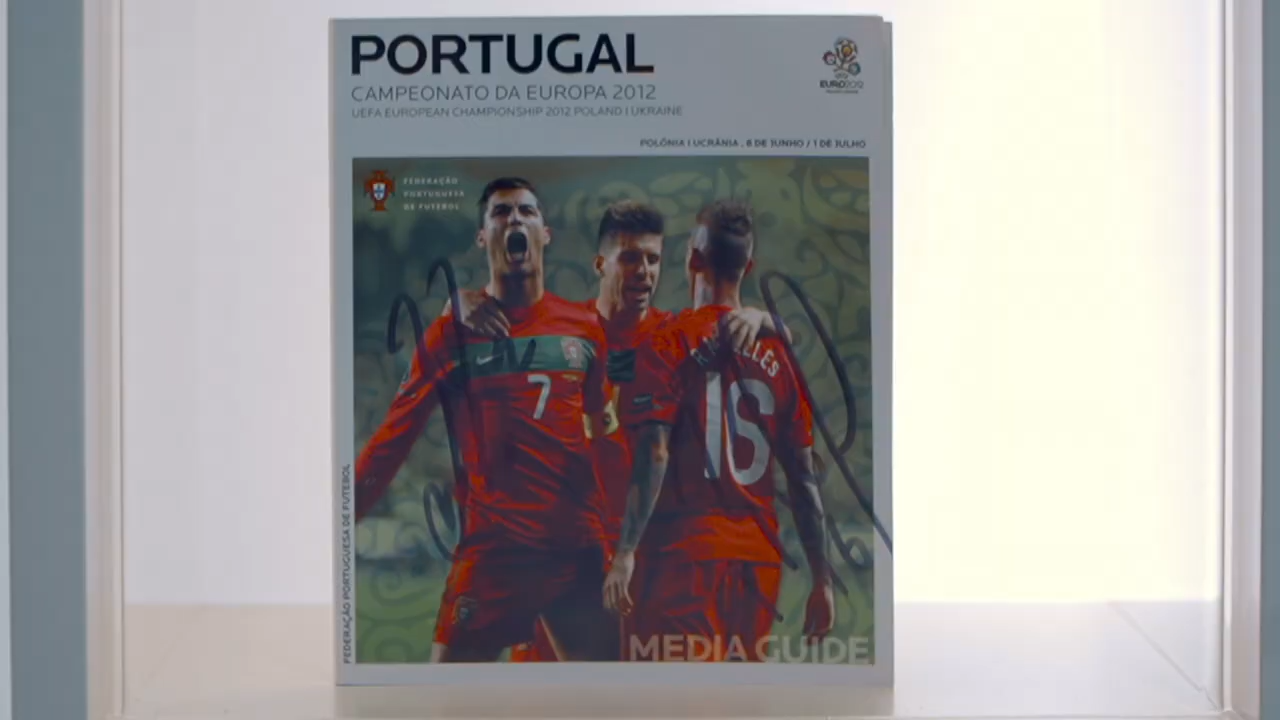 PORTUGAL
CAMPEONATO DA EUROPA 2012
UEFA EUROPEAN CHAMPIONSHIP 2012 POLAND | UKRAINE
EURO2012
POLÓNIA | UCRÂNIA . 8 DE JUNHO / 1 DE JULHO
FEDERAÇÃO
PORTUGUESA
DE FUTEBOL
7
16
FEDERAÇÃO PORTUGUESA DE FUTEBOL
MEDIA GUIDE